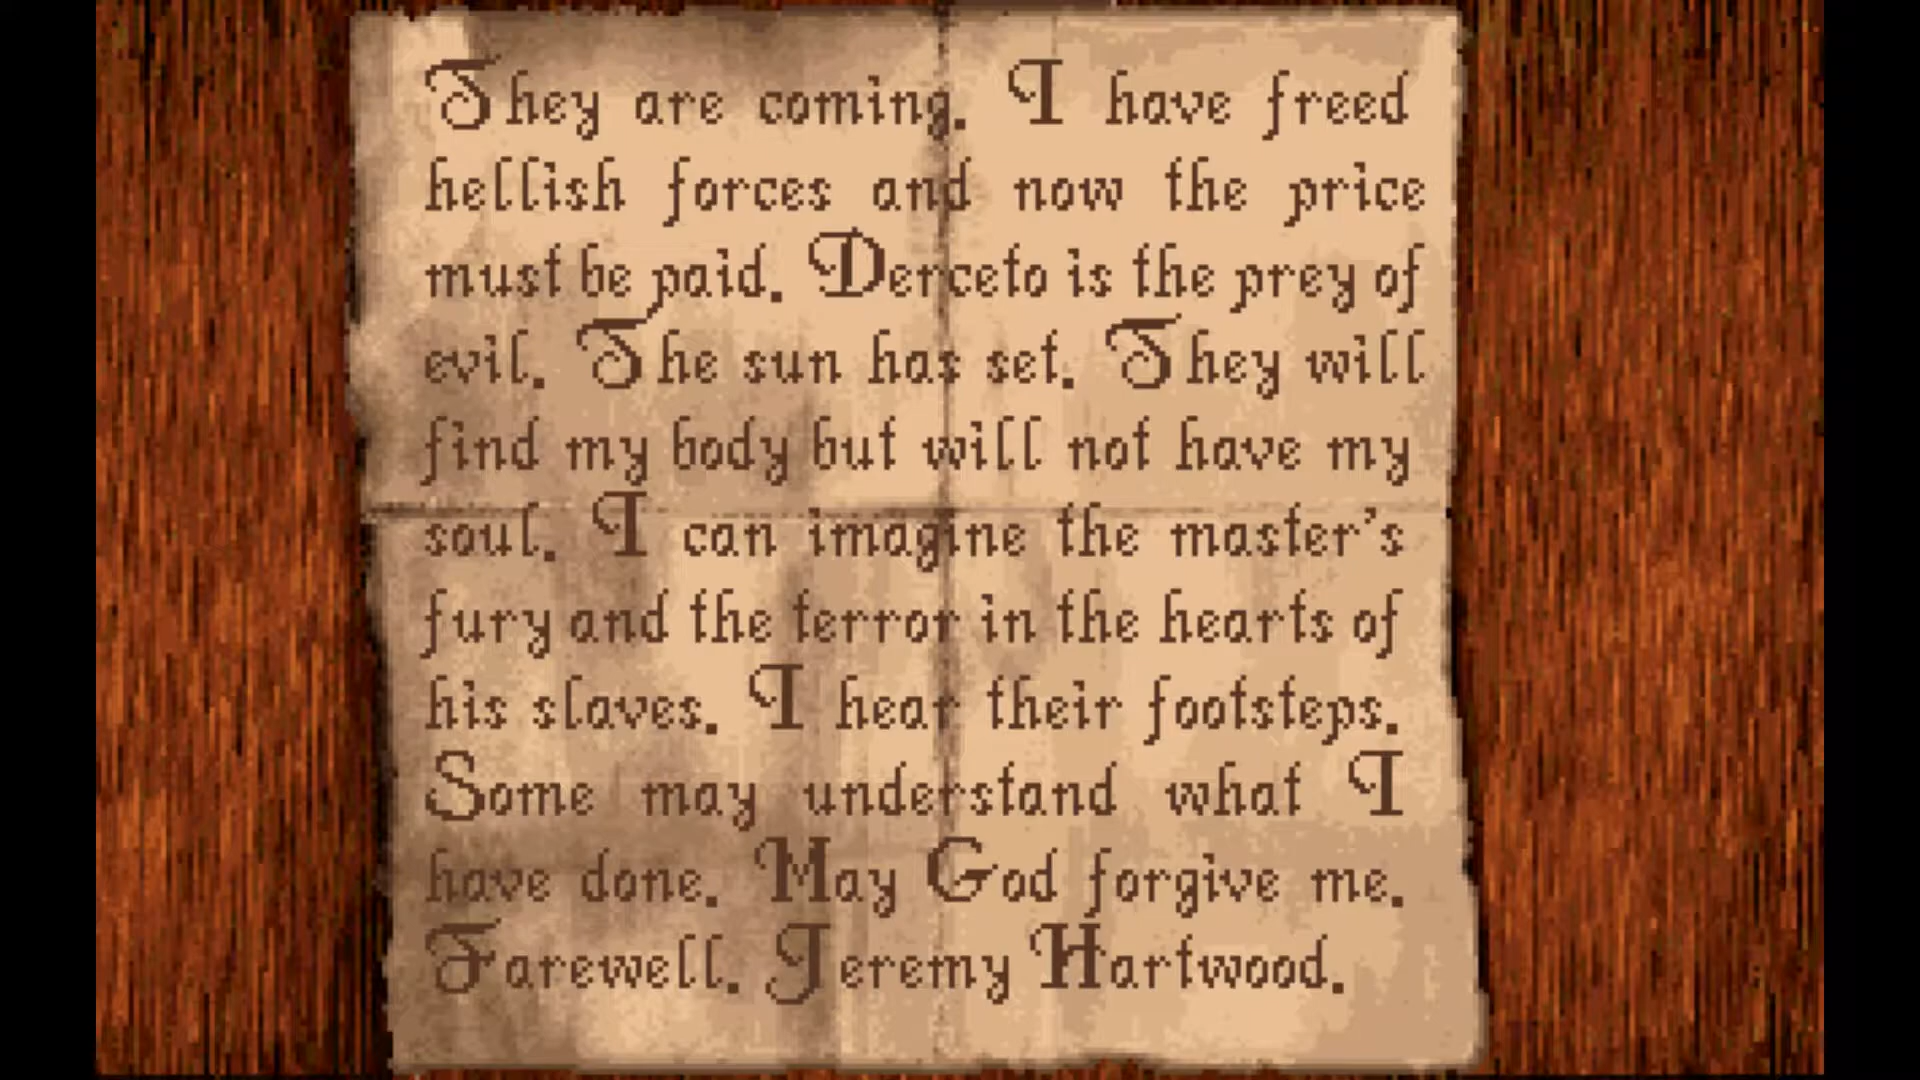 They are coming. I have freed
hellish forces and now the price
must be paid. Derceto is the prey of
evil. The sun has set. They will
find my body but will not have my
soul. I can imagine the master's
fury and the terror in the hearts of
his slaves. I hear their footsteps.
Some may understand what I
have done. May God forgive me.
Farewell. Jeremy Hartwood.